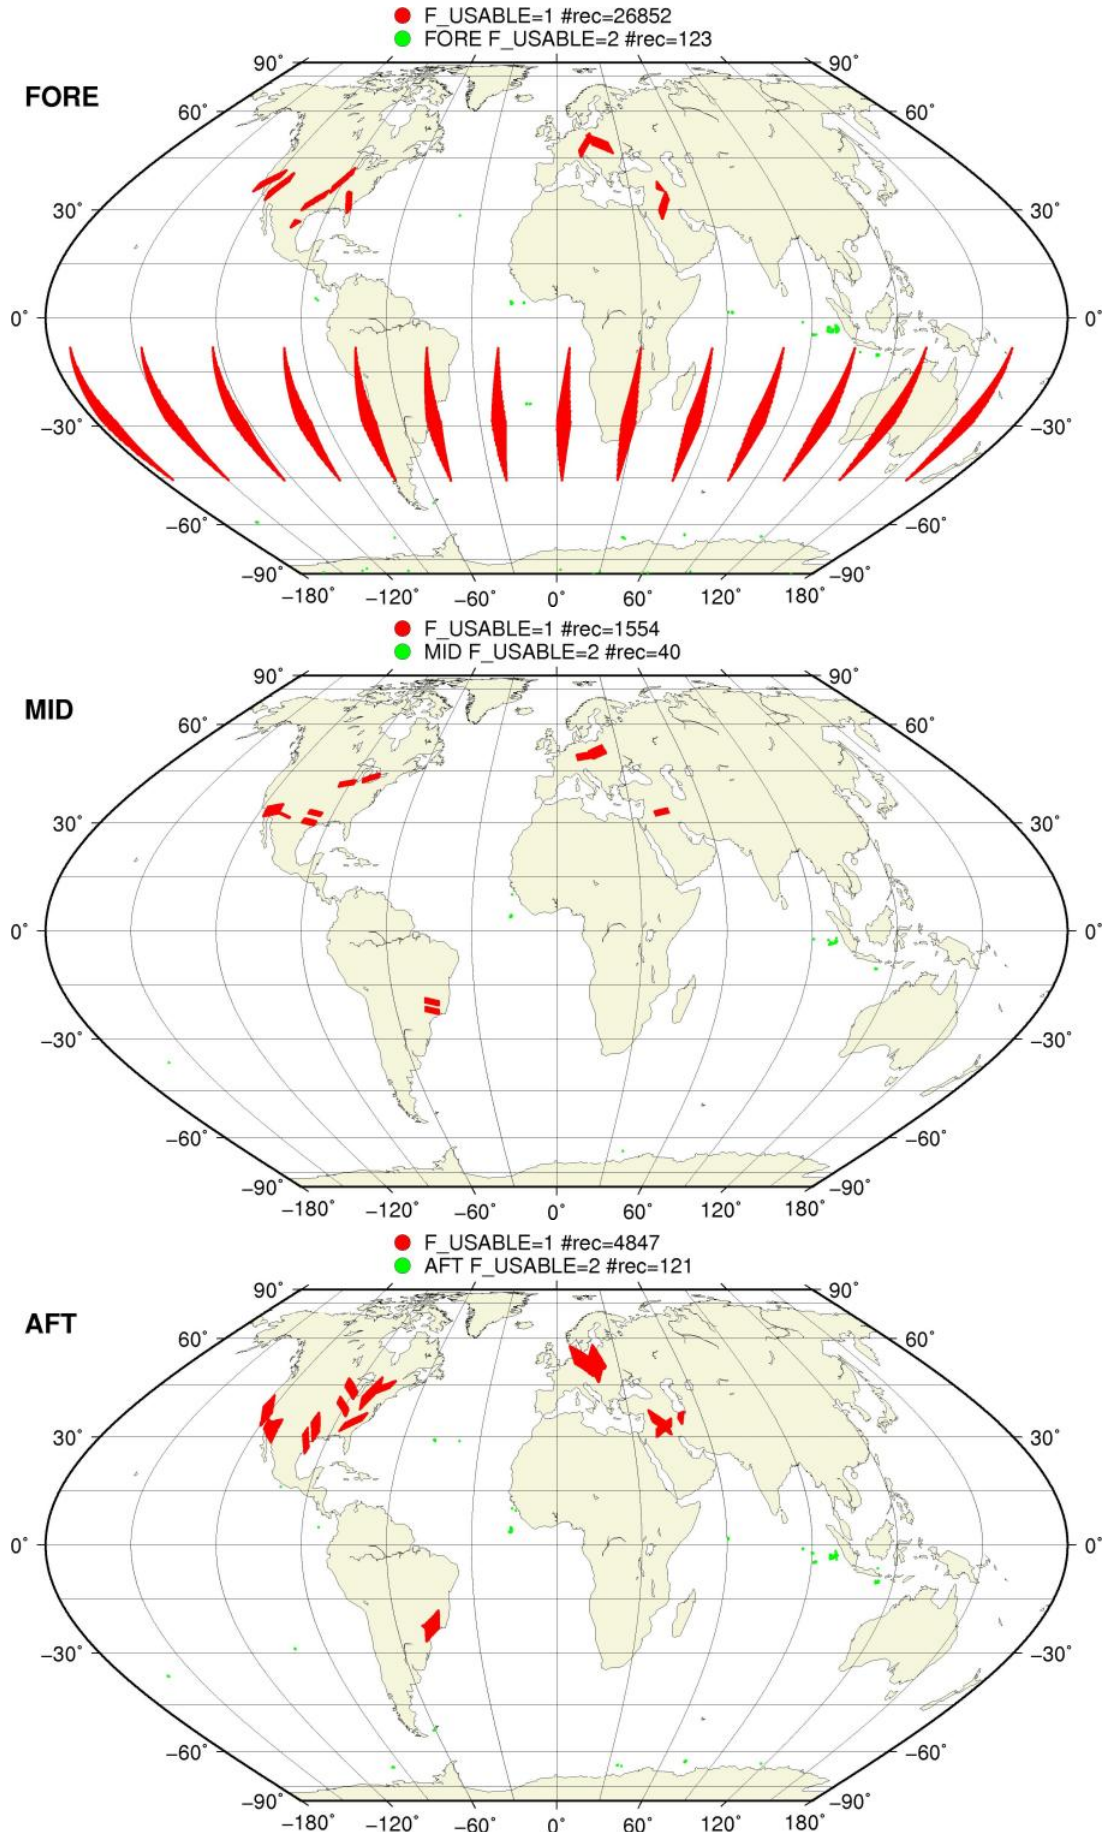 F_USABLE=1 #rec=26852
FORE F_USABLE=2 #rec=123
FORE
90˚ 90˚
60˚ 60˚
30˚ 30˚
0˚ 0˚
−30˚ −30˚
−60˚ −60˚
−90˚ −90˚
−180˚ −120˚ −60˚ 0˚ 60˚ 120˚ 180˚
F_USABLE=1 #rec=1554
MID F_USABLE=2 #rec=40
MID
90˚ 90˚
60˚ 60˚
30˚ 30˚
0˚ 0˚
−30˚ −30˚
−60˚ −60˚
−90˚ −90˚
−180˚ −120˚ −60˚ 0˚ 60˚ 120˚ 180˚
F_USABLE=1 #rec=4847
AFT F_USABLE=2 #rec=121
AFT
90˚ 90˚
60˚ 60˚
30˚ 30˚
0˚ 0˚
−30˚ −30˚
−60˚ −60˚
−90˚ −90˚
−180˚ −120˚ −60˚ 0˚ 60˚ 120˚ 180˚